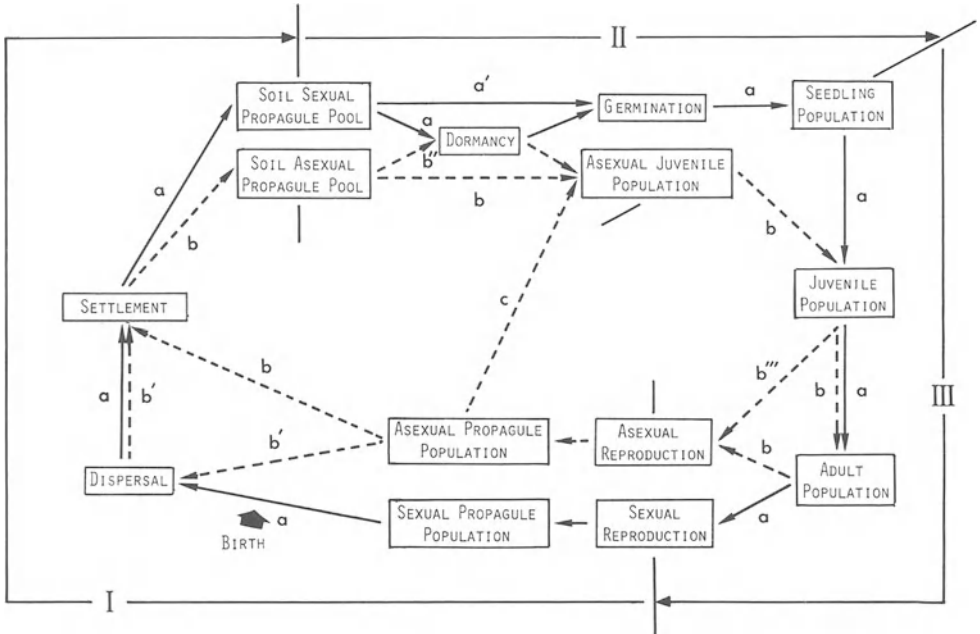 II
SOIL SEXUAL
PROPAGULE POOL
a'
a
GERMINATION
a
SEEDLING
POPULATION
DORMANCY
SOIL ASEXUAL
PROPAGULE POOL
b''
b
ASEXUAL JUVENILE
POPULATION
a
b
a
b
SETTLEMENT
c
JUVENILE
POPULATION
a
b'
b
b'''
b
a
III
b'
ASEXUAL PROPAGULE
POPULATION
ASEXUAL
REPRODUCTION
b
ADULT
POPULATION
DISPERSAL
a
BIRTH
SEXUAL PROPAGULE
POPULATION
SEXUAL
REPRODUCTION
a
I